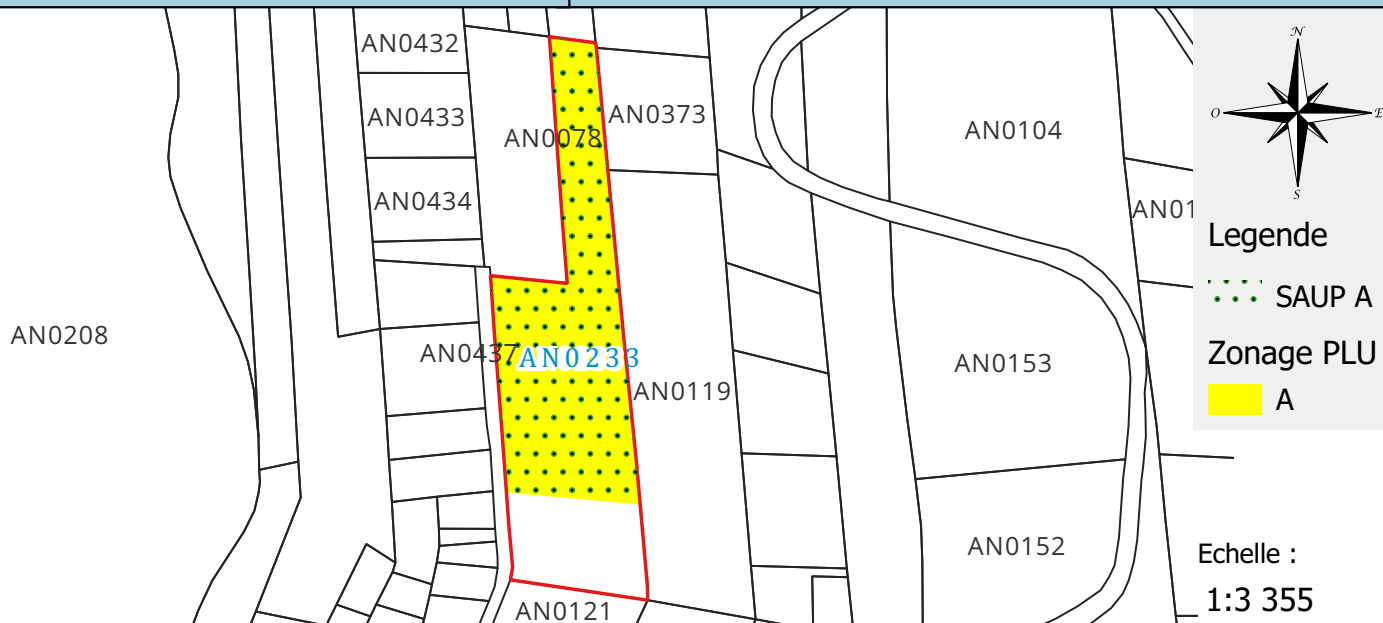 AN0432
AN0433
AN0078
AN0373
AN0104
AN0434
AN01
AN0208
AN0437
AN0233
AN0119
AN0153
AN0152
AN0121
N
O
E
S
Legende
SAUP A
Zonage PLU
A
Echelle :
1:3 355